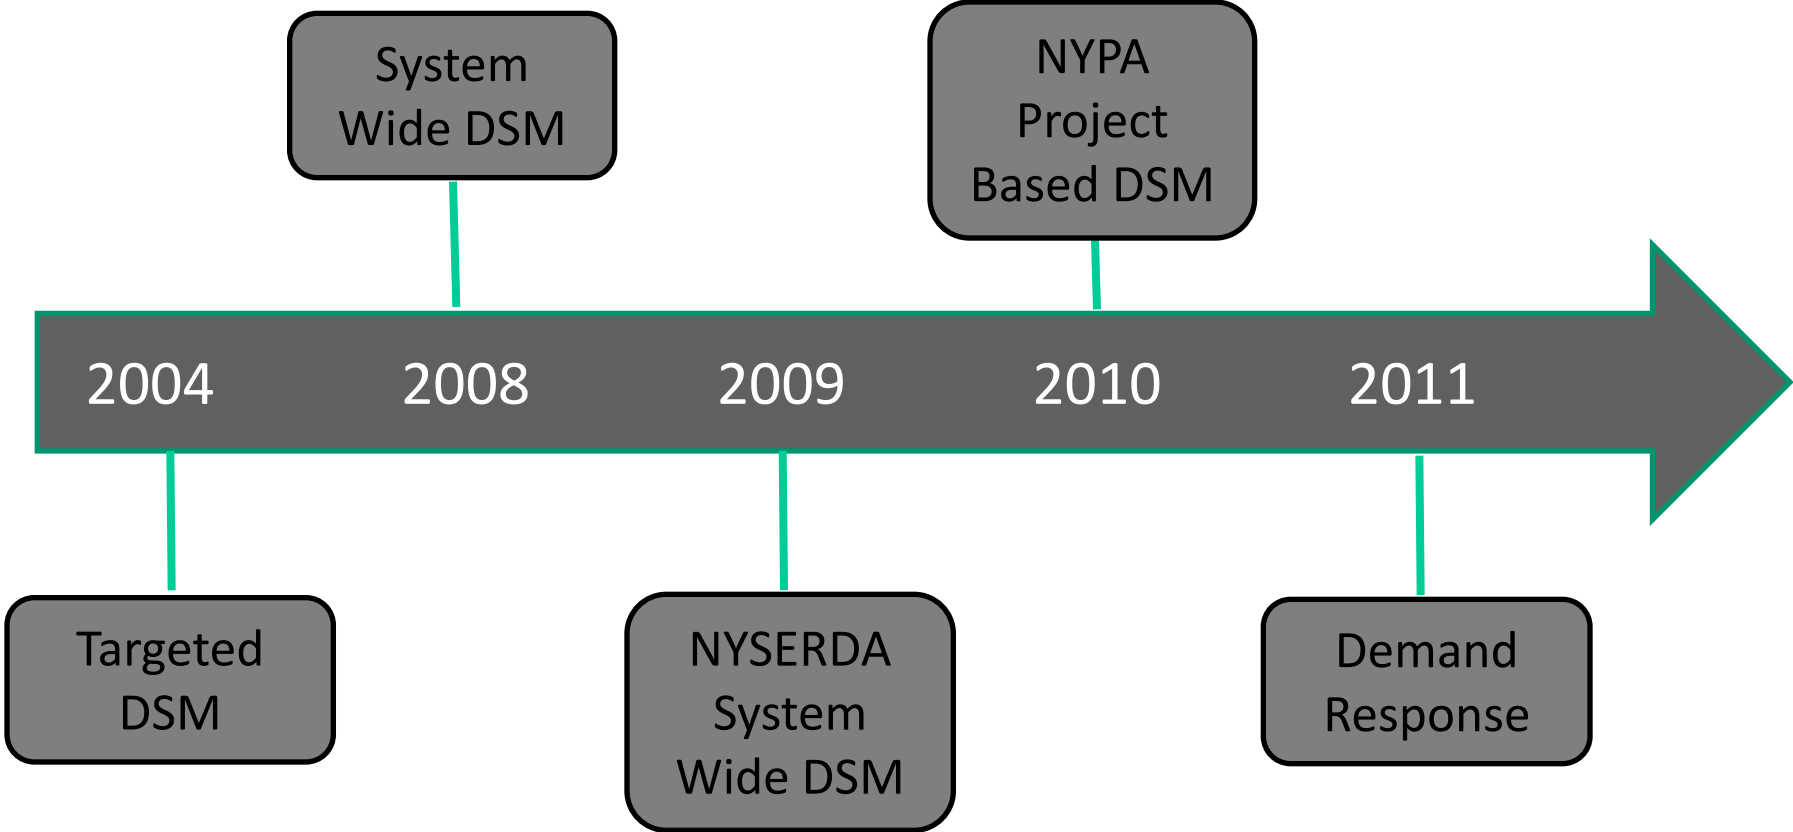 System
Wide DSM
NYPA
Project
Based DSM
2004
2008
2009
2010
2011
Targeted
DSM
NYSERDA
System
Wide DSM
Demand
Response